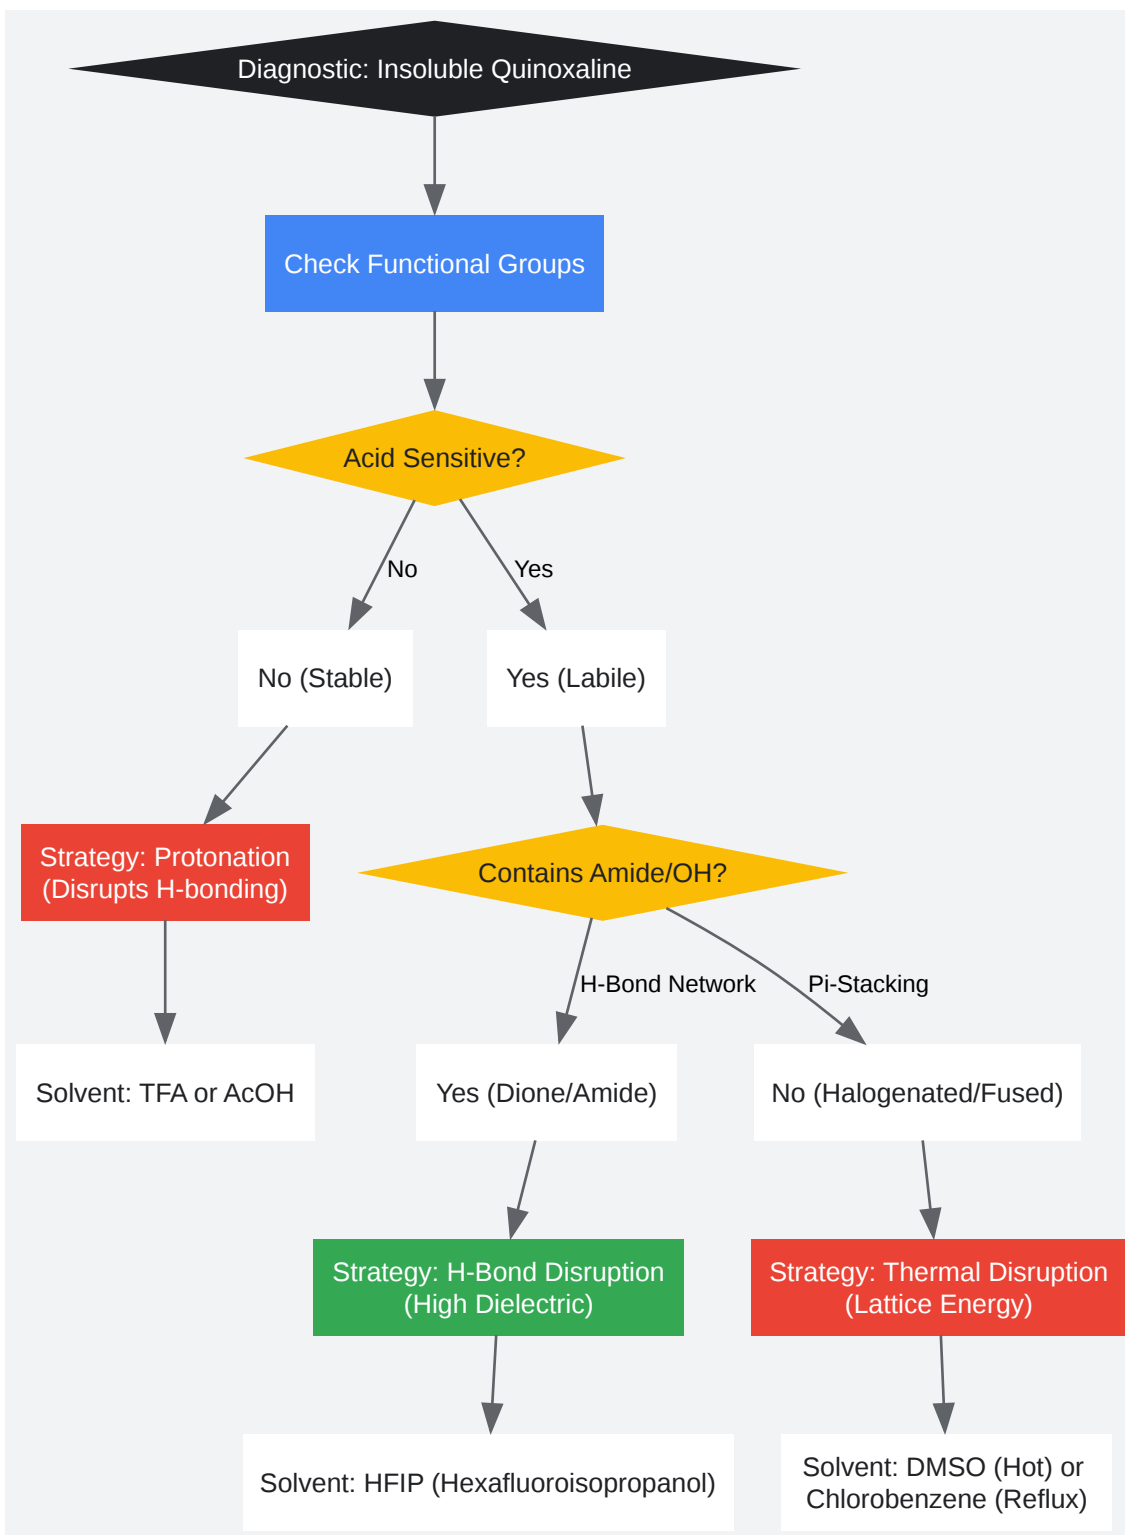 Diagnostic: Insoluble Quinoxaline
Check Functional Groups
Acid Sensitive?
No
Yes
No (Stable)
Yes (Labile)
Strategy: Protonation
(Disrupts H-bonding)
Contains Amide/OH?
H-Bond Network
Pi-Stacking
Solvent: TFA or AcOH
Yes (Dione/Amide)
No (Halogenated/Fused)
Strategy: H-Bond Disruption
(High Dielectric)
Strategy: Thermal Disruption
(Lattice Energy)
Solvent: HFIP (Hexafluoroisopropanol)
Solvent: DMSO (Hot) or
Chlorobenzene (Reflux)